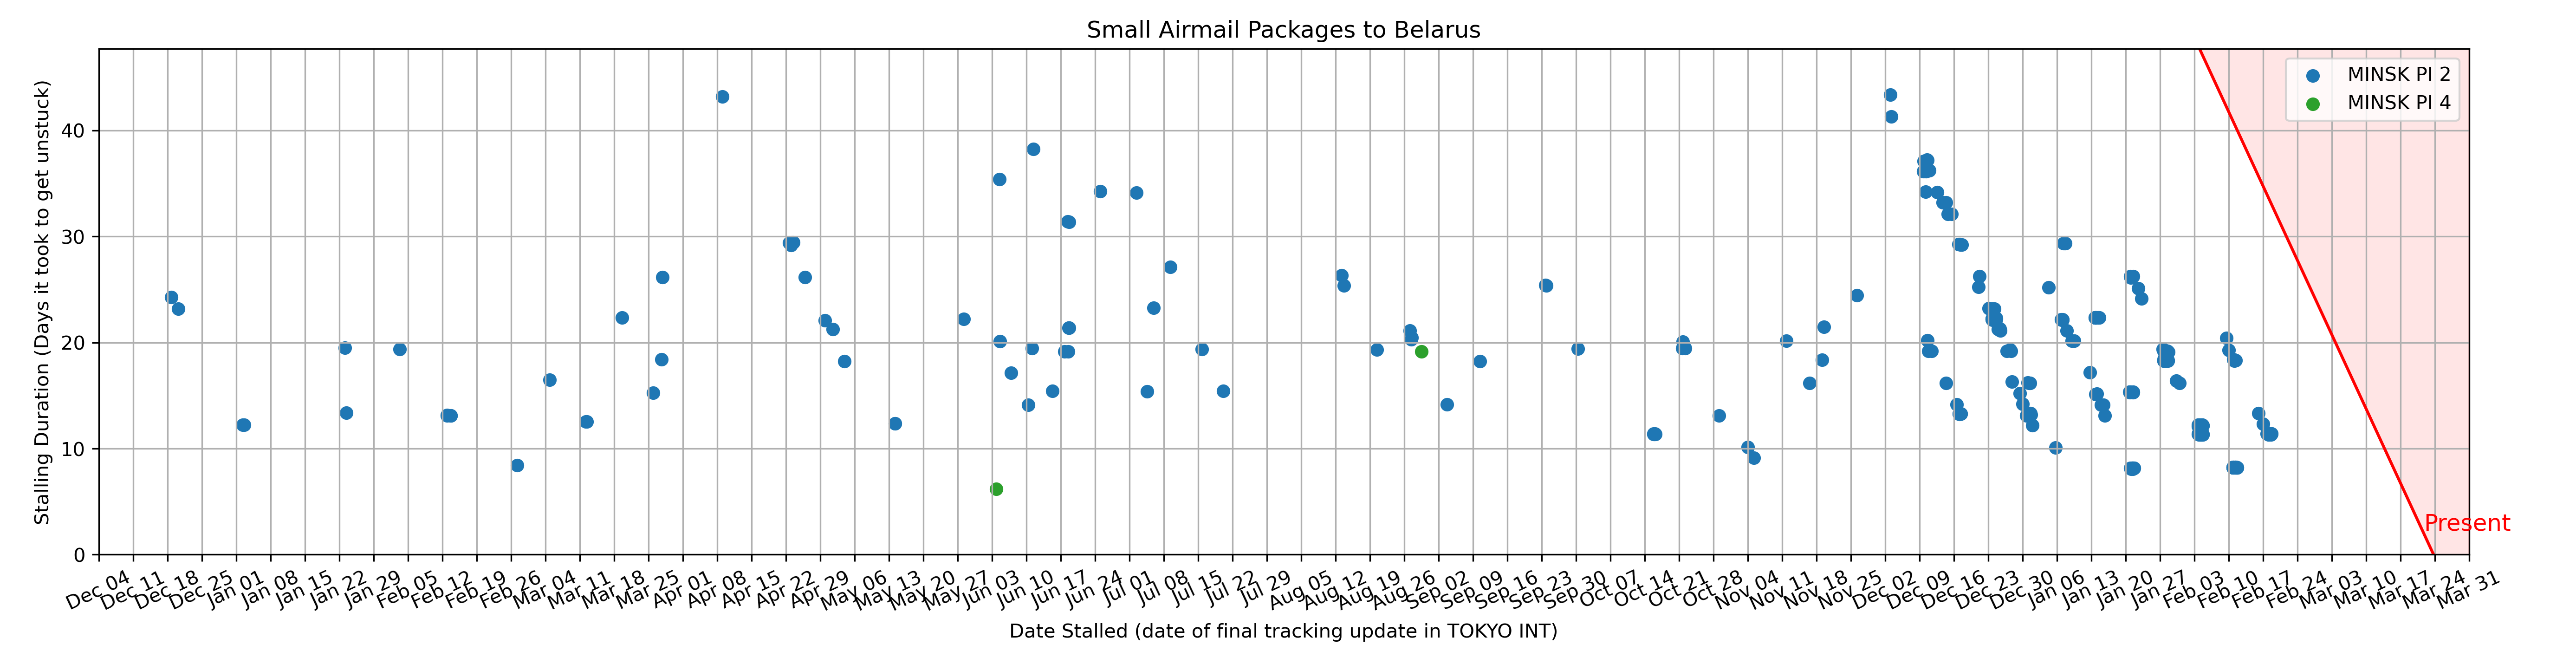 Small Airmail Packages to Belarus
MINSK PI 2
MINSK PI 4
Stalling Duration (Days it took to get unstuck)
40
30
20
10
0
Present
Dec 04
Dec 11
Dec 18
Dec 25
Jan 01
Jan 08
Jan 15
Jan 22
Jan 29
Feb 05
Feb 12
Feb 19
Feb 26
Mar 04
Mar 11
Mar 18
Mar 25
Apr 01
Apr 08
Apr 15
Apr 22
Apr 29
May 06
May 13
May 20
May 27
Jun 03
Jun 10
Jun 17
Jun 24
Jul 01
Jul 08
Jul 15
Jul 22
Jul 29
Aug 05
Aug 12
Aug 19
Aug 26
Sep 02
Sep 09
Sep 16
Sep 23
Sep 30
Oct 07
Oct 14
Oct 21
Oct 28
Nov 04
Nov 11
Nov 18
Nov 25
Dec 02
Dec 09
Dec 16
Dec 23
Dec 30
Jan 06
Jan 13
Jan 20
Jan 27
Feb 03
Feb 10
Feb 17
Feb 24
Mar 03
Mar 10
Mar 17
Mar 24
Mar 31
Date Stalled (date of final tracking update in TOKYO INT)